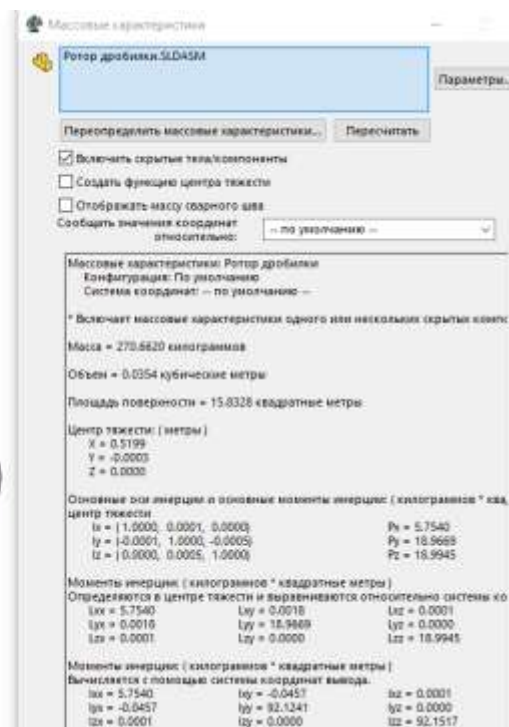 Массовые характеристики
Ротор дробилки.SLDASM
Параметры...
Переопределить массовые характеристики...
Пересчитать
Включить скрытые тела/компоненты
Создать функцию центра тяжести
Отображать массу сварного шва
Сообщать значения координат относительно:
-- по умолчанию --
Массовые характеристики: Ротор дробилки
Конфигурация: По умолчанию
Система координат: -- по умолчанию --
* Включает массовые характеристики одного или нескольких скрытых компо
Масса = 270.6620 килограммов
Объем = 0.0354 кубические метры
Площадь поверхности = 15.8328 квадратные метры
Центр тяжести: ( метры )
X = 0.5199
Y = -0.0003
Z = 0.0000
Основные оси инерции и основные моменты инерции: ( килограммов * ква
центр тяжести
Ix = ( 1.0000, 0.0001, 0.0000) Px = 5.7540
Iy = (-0.0001, 1.0000, -0.0005) Py = 18.9669
Iz = ( 0.0000, 0.0005, 1.0000) Pz = 18.9945
Моменты инерции: ( килограммов * квадратные метры )
Определяются в центре тяжести и выравниваются относительно системы ко
Lxx = 5.7540 Lxy = 0.0016 Lxz = 0.0001
Lyx = 0.0016 Lyy = 18.9669 Lyz = 0.0000
Lzx = 0.0001 Lzy = 0.0000 Lzz = 18.9945
Моменты инерции: ( килограммов * квадратные метры )
Вычисляется с помощью системы координат вывода.
Ixx = 5.7540 Ixy = -0.0457 Ixz = 0.0001
Iyx = -0.0457 Iyy = 92.1241 Iyz = 0.0000
Izx = 0.0001 Izy = 0.0000 Izz = 92.1517